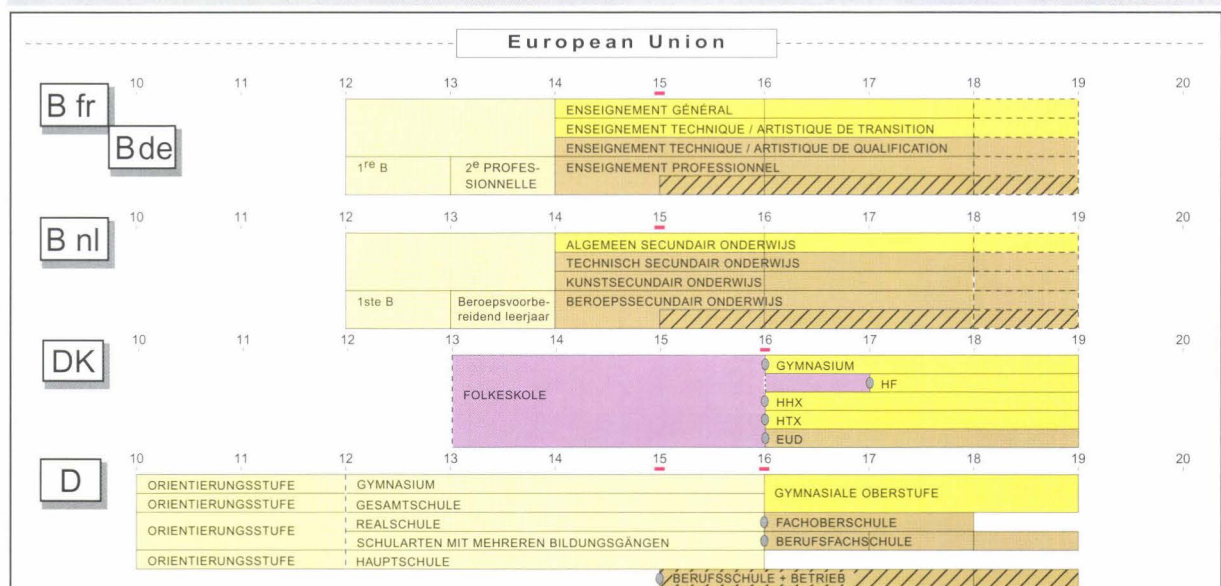 European Union
10 11 12 13 14 15 16 17 18 19 20
B fr
B de
ENSEIGNEMENT GÉNÉRAL
ENSEIGNEMENT TECHNIQUE / ARTISTIQUE DE TRANSITION
ENSEIGNEMENT TECHNIQUE / ARTISTIQUE DE QUALIFICATION
1re B
2e PROFES-
SIONNELLE
ENSEIGNEMENT PROFESSIONNEL
10 11 12 13 14 15 16 17 18 19 20
B nl
ALGEMEEN SECUNDAIR ONDERWIJS
TECHNISCH SECUNDAIR ONDERWIJS
KUNSTSECUNDAIR ONDERWIJS
1ste B
Beroepsvoorbe-
reidend leerjaar
BEROEPSSECUNDAIR ONDERWIJS
10 11 12 13 14 15 16 17 18 19 20
DK
FOLKESKOLE
GYMNASIUM
HF
HHX
HTX
EUD
10 11 12 13 14 15 16 17 18 19 20
D
ORIENTIERUNGSSTUFE GYMNASIUM
GYMNASIALE OBERSTUFE
ORIENTIERUNGSSTUFE GESAMTSCHULE
ORIENTIERUNGSSTUFE
REALSCHULE FACHOBERSCHULE
SCHULARTEN MIT MEHREREN BILDUNGSGÄNGEN BERUFSFACHSCHULE
ORIENTIERUNGSSTUFE HAUPTSCHULE
BERUFSSCHULE + BETRIEB